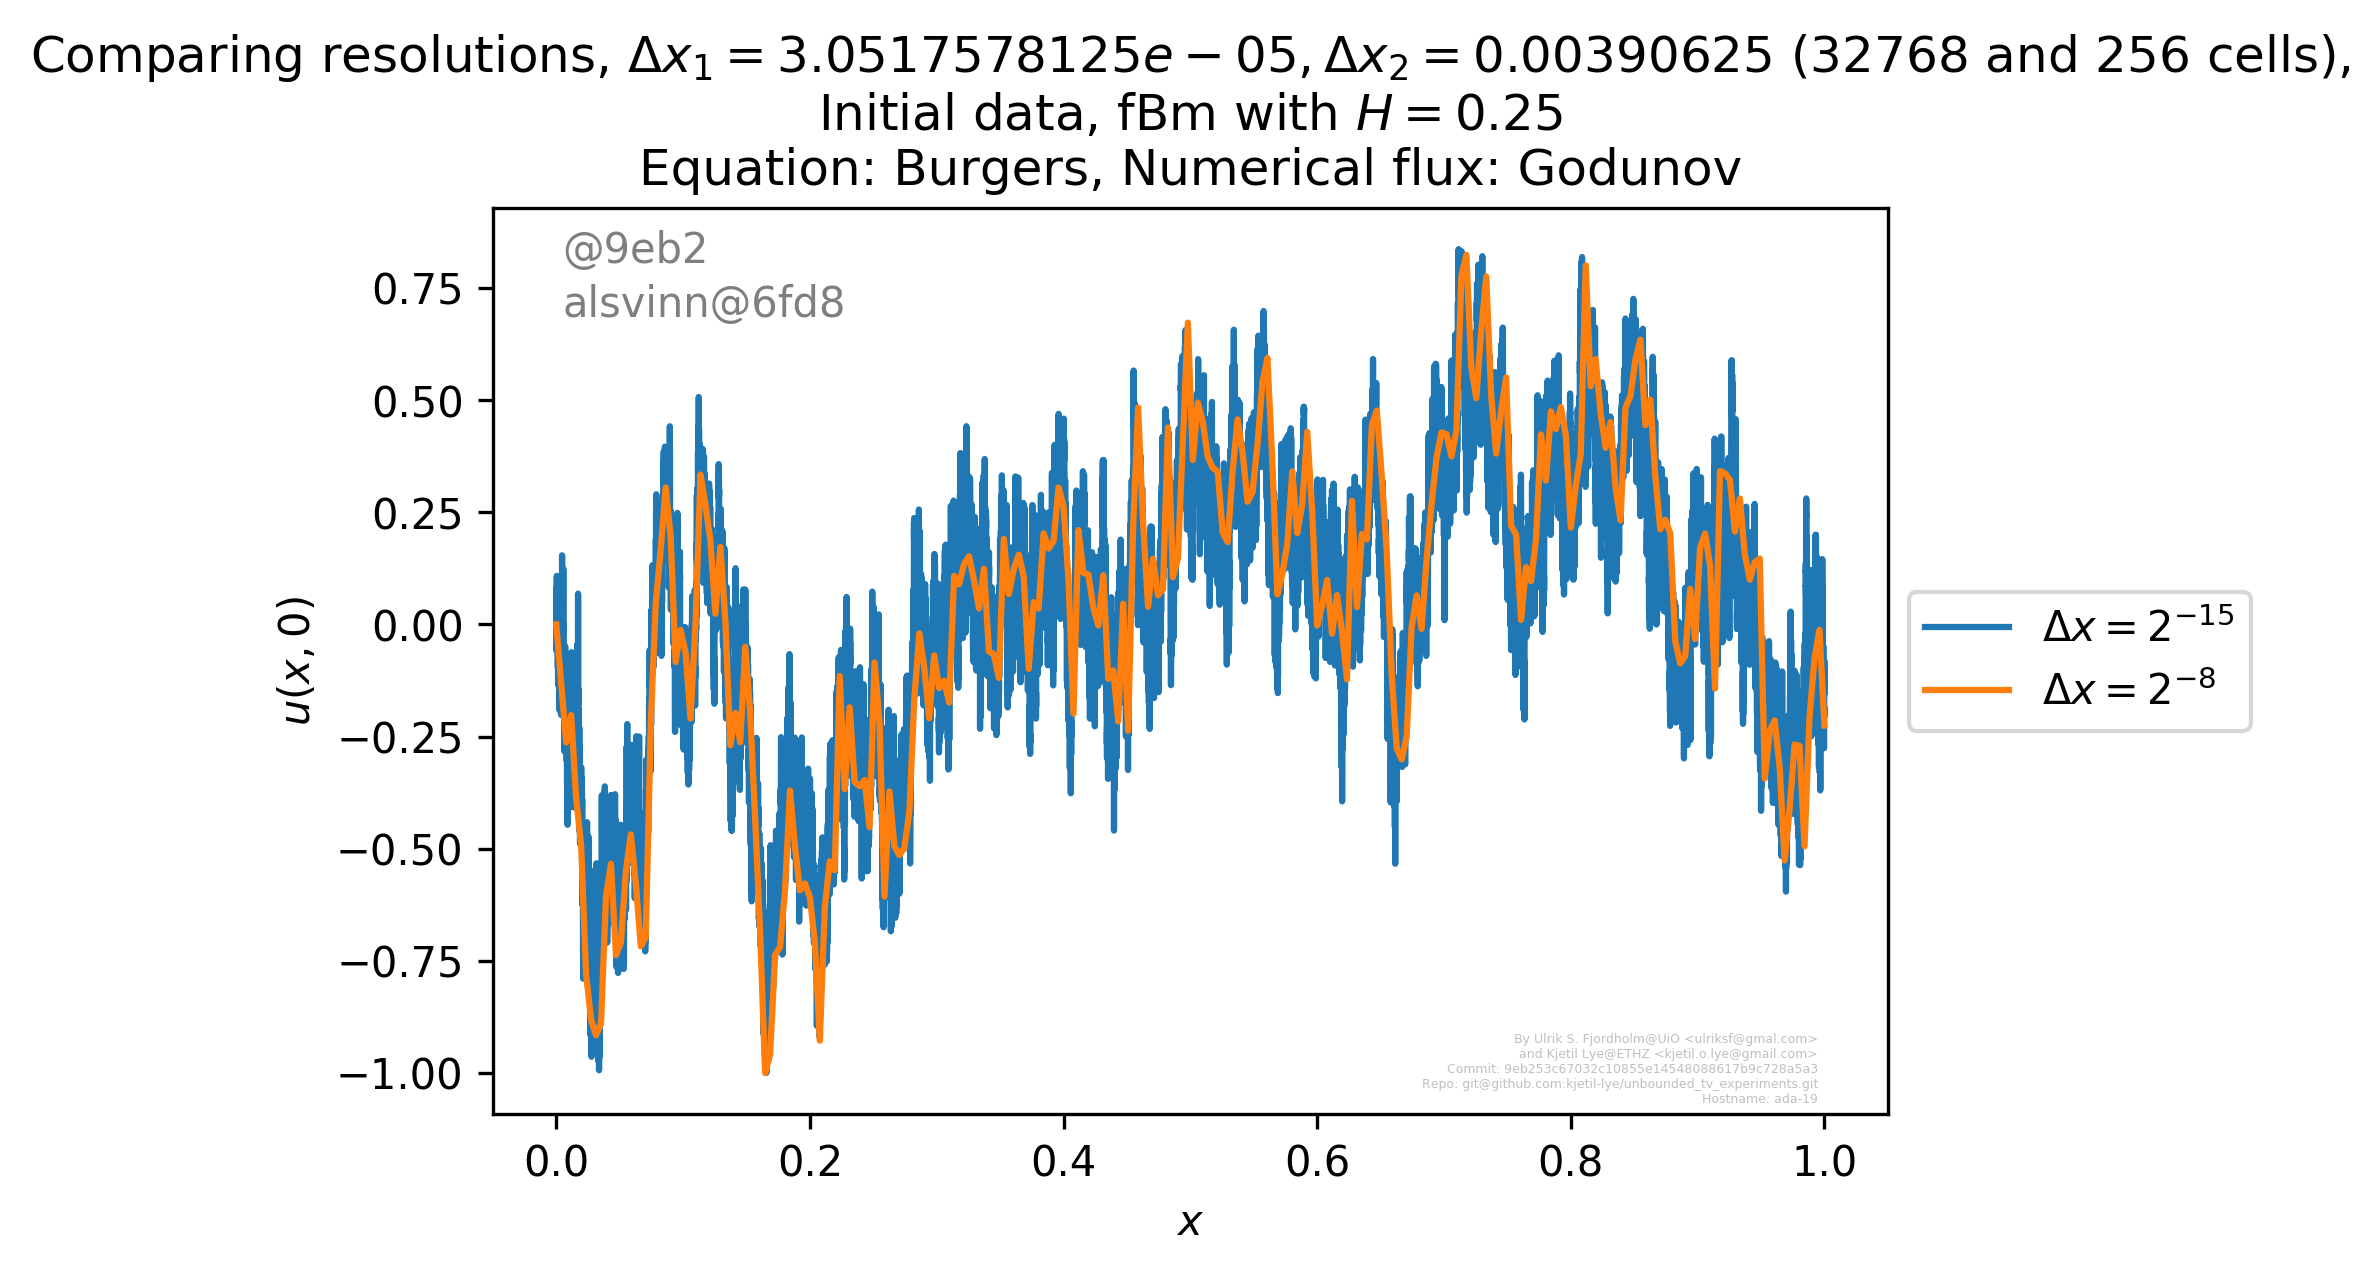 Comparing resolutions, Δx₁ = 3.0517578125e − 05, Δx₂ = 0.00390625 (32768 and 256 cells),
Initial data, fBm with H = 0.25
Equation: Burgers, Numerical flux: Godunov
@9eb2
alsvinn@6fd8
0.75
0.50
0.25
0.00
−0.25
−0.50
−0.75
−1.00
u(x, 0)
Δx = 2⁻¹⁵
Δx = 2⁻⁸
By Ulrik S. Fjordholm@UiO <ulriksf@gmal.com>
and Kjetil Lye@ETHZ <kjetil.o.lye@gmail.com>
Commit: 9eb253c67032c10855e14548088617b9c728a5a3
Repo: git@github.com:kjetil-lye/unbounded_tv_experiments.git
Hostname: ada-19
0.0 0.2 0.4 0.6 0.8 1.0
x